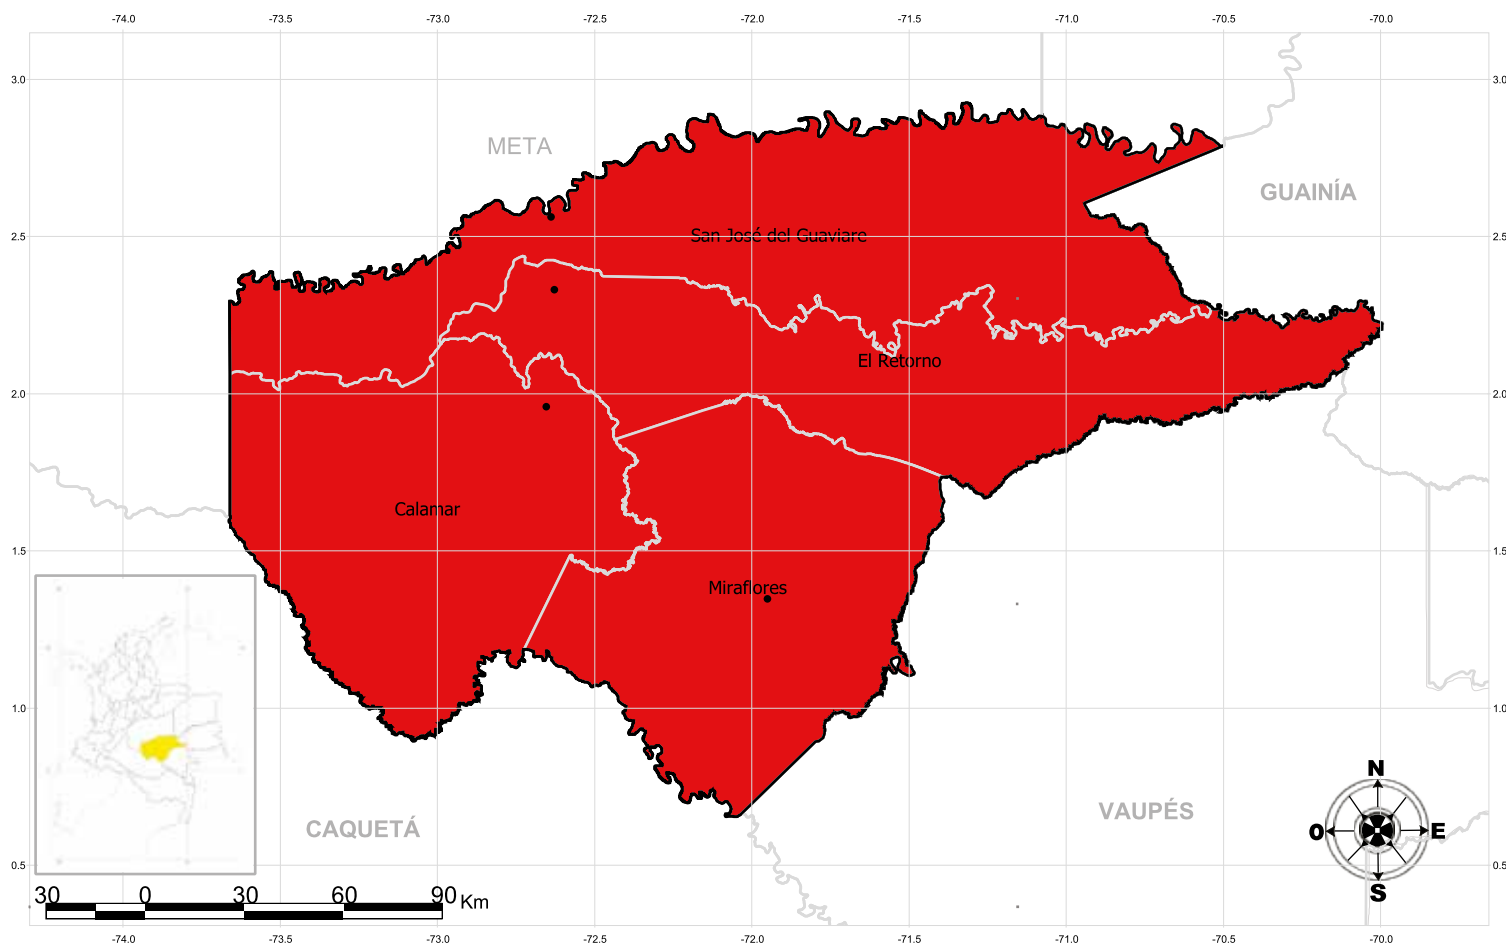 -74.0 -73.5 -73.0 -72.5 -72.0 -71.5 -71.0 -70.5 -70.0
3.0 3.0
META
GUAINÍA
2.5 San José del Guaviare 2.5
El Retorno
2.0 2.0
Calamar
1.5 1.5
Miraflores
1.0 1.0
N
CAQUETÁ VAUPÉS
O E
0.5 0.5
S
30 0 30 60 90 Km
-74.0 -73.5 -73.0 -72.5 -72.0 -71.5 -71.0 -70.5 -70.0